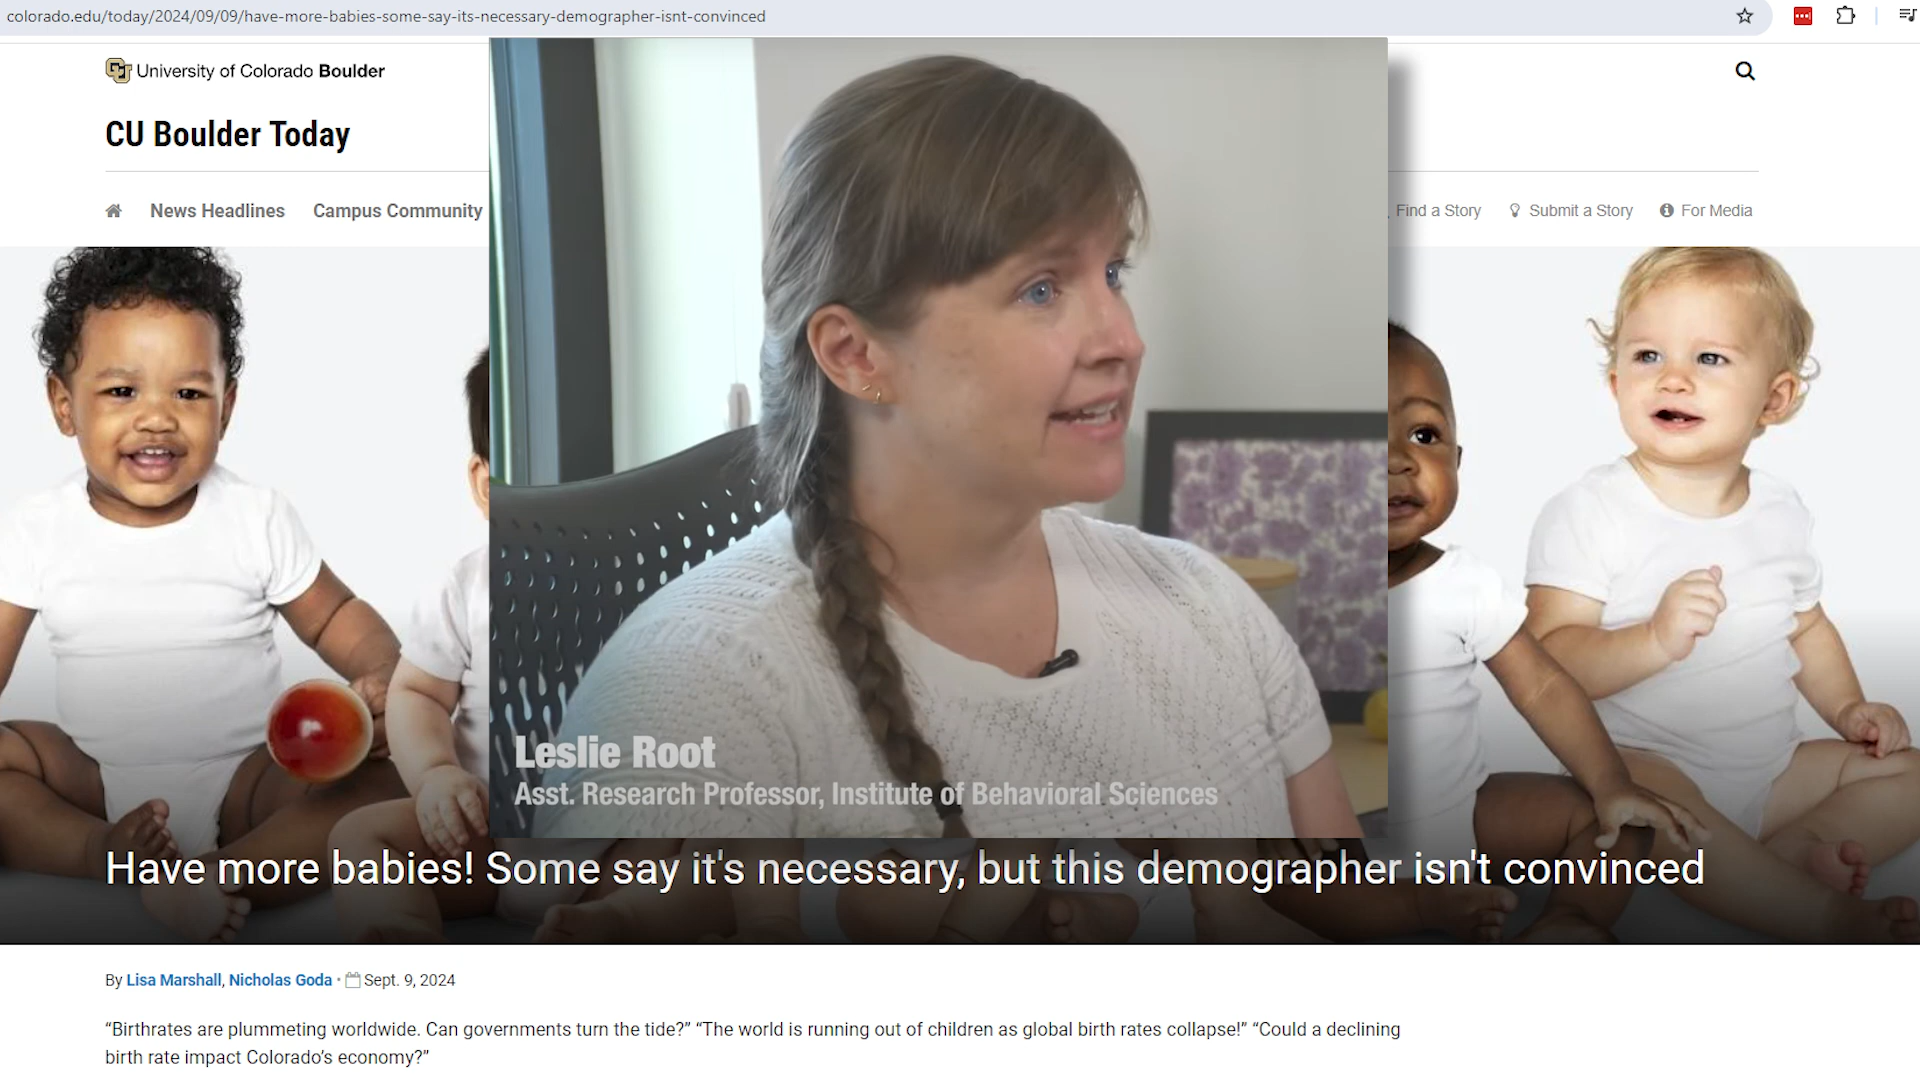 colorado.edu/today/2024/09/09/have-more-babies-some-say-its-necessary-demographer-isnt-convinced
University of Colorado Boulder
CU Boulder Today
News Headlines
Campus Community
Find a Story
Submit a Story
For Media
Leslie Root
Asst. Research Professor, Institute of Behavioral Sciences
Have more babies! Some say it's necessary, but this demographer isn't convinced
By Lisa Marshall, Nicholas Goda • Sept. 9, 2024
“Birthrates are plummeting worldwide. Can governments turn the tide?” “The world is running out of children as global birth rates collapse!” “Could a declining
birth rate impact Colorado’s economy?”